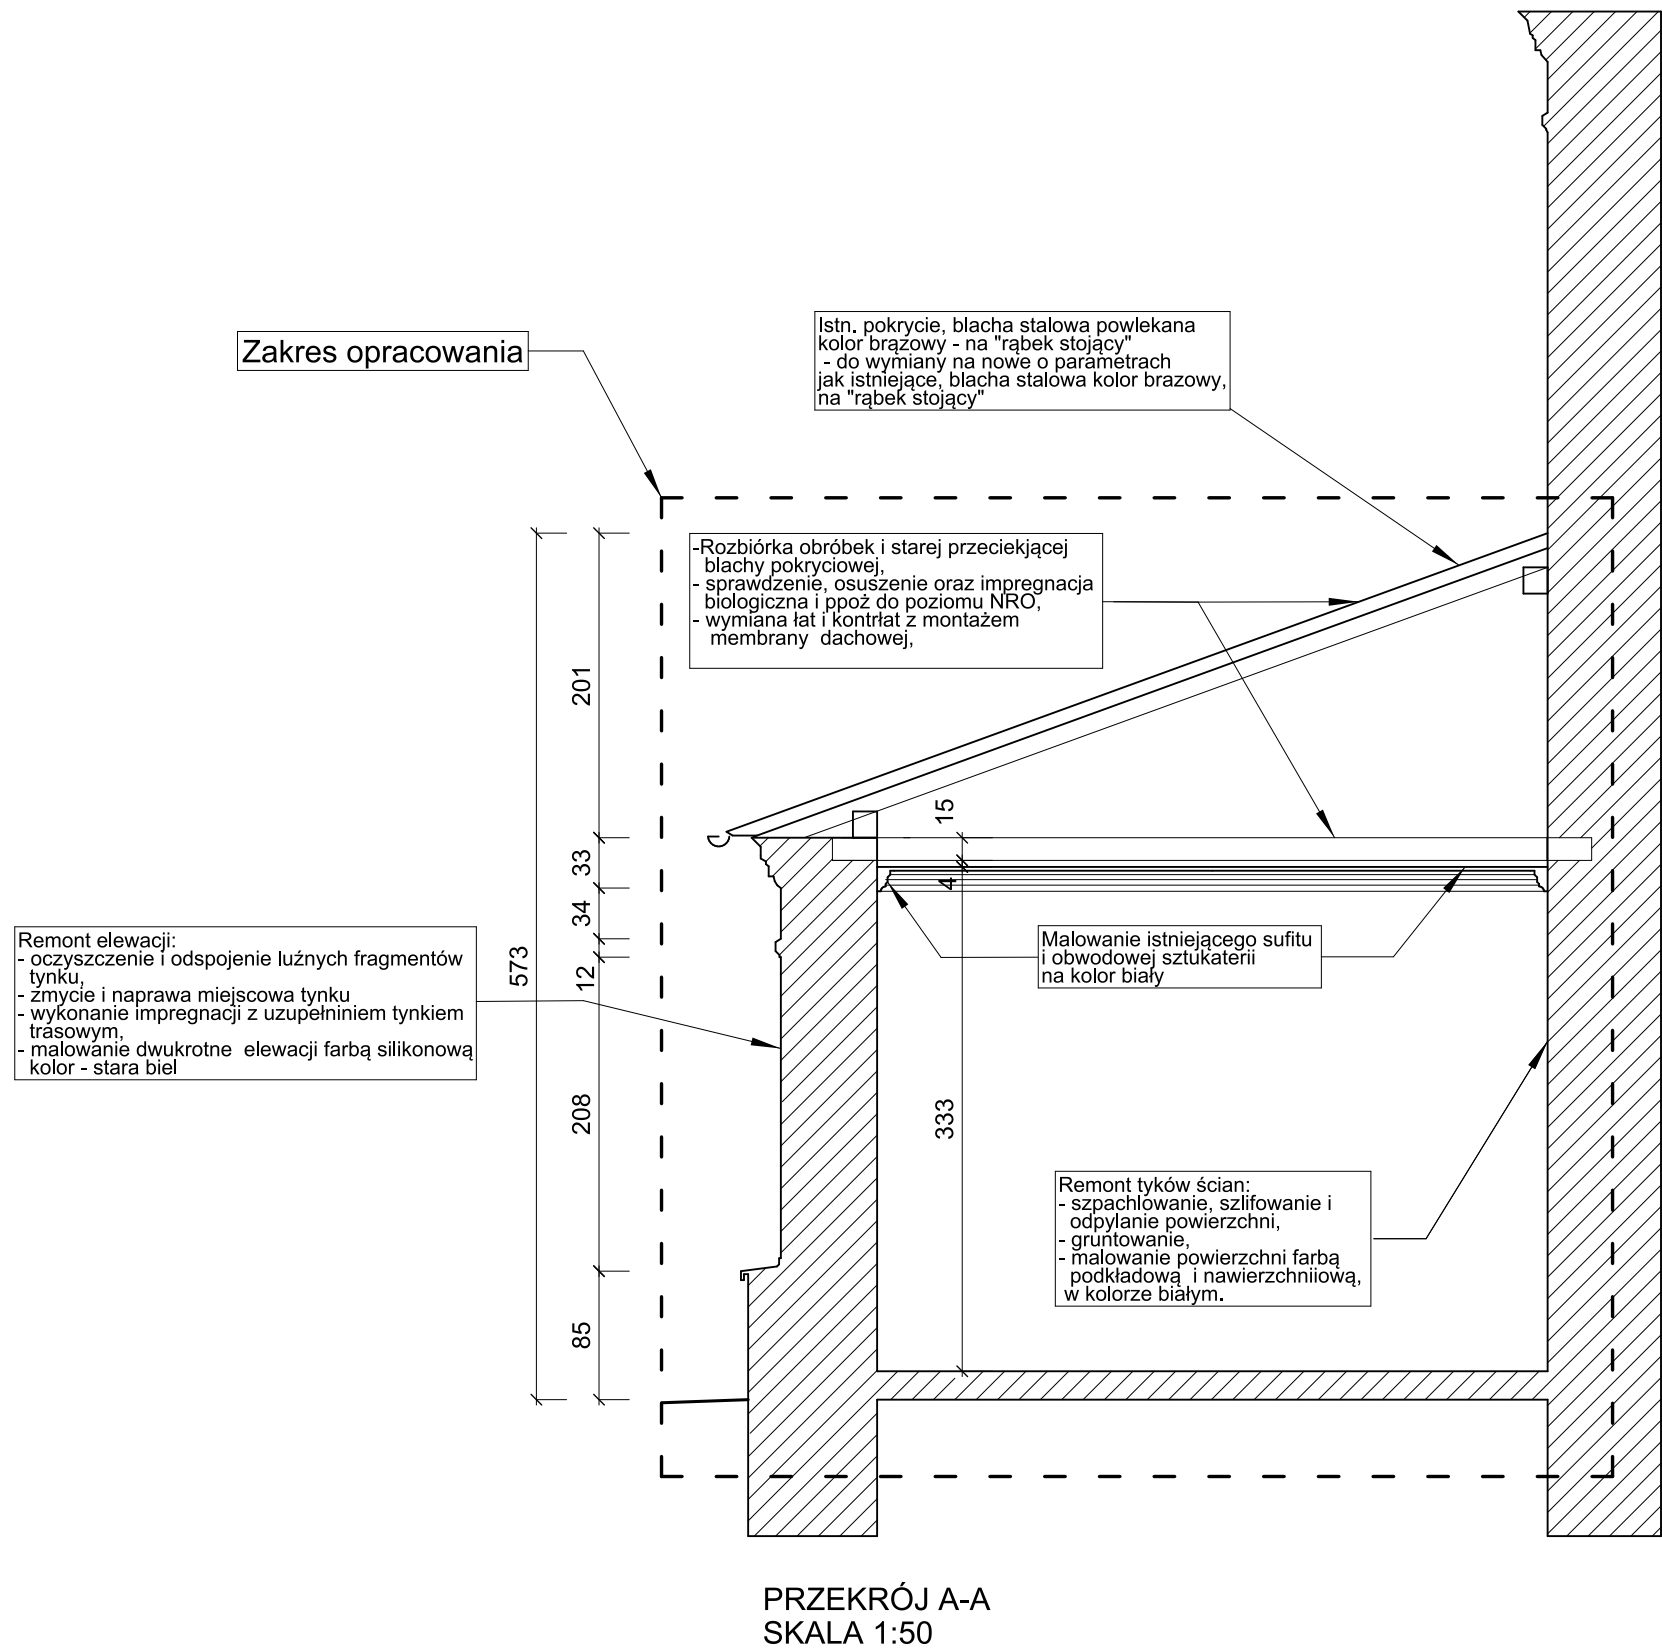 Zakres opracowania
Istn. pokrycie, blacha stalowa powlekana
kolor brązowy - na "rąbek stojący"
- do wymiany na nowe o parametrach
jak istniejące, blacha stalowa kolor brazowy,
na "rąbek stojący"
-Rozbiórka obróbek i starej przeciekjącej
blachy pokryciowej,
- sprawdzenie, osuszenie oraz impregnacja
biologiczna i ppoż do poziomu NRO,
- wymiana łat i kontrłat z montażem
membrany dachowej,
201
15
33
4
34
573
12
Remont elewacji:
- oczyszczenie i odspojenie luźnych fragmentów
tynku,
- zmycie i naprawa miejscowa tynku
- wykonanie impregnacji z uzupełniniem tynkiem
trasowym,
- malowanie dwukrotne elewacji farbą silikonową
kolor - stara biel
Malowanie istniejącego sufitu
i obwodowej sztukaterii
na kolor biały
208
333
Remont tyków ścian:
- szpachlowanie, szlifowanie i
odpylanie powierzchni,
- gruntowanie,
- malowanie powierzchni farbą
podkładową i nawierzchniiową,
w kolorze białym.
85
PRZEKRÓJ A-A
SKALA 1:50